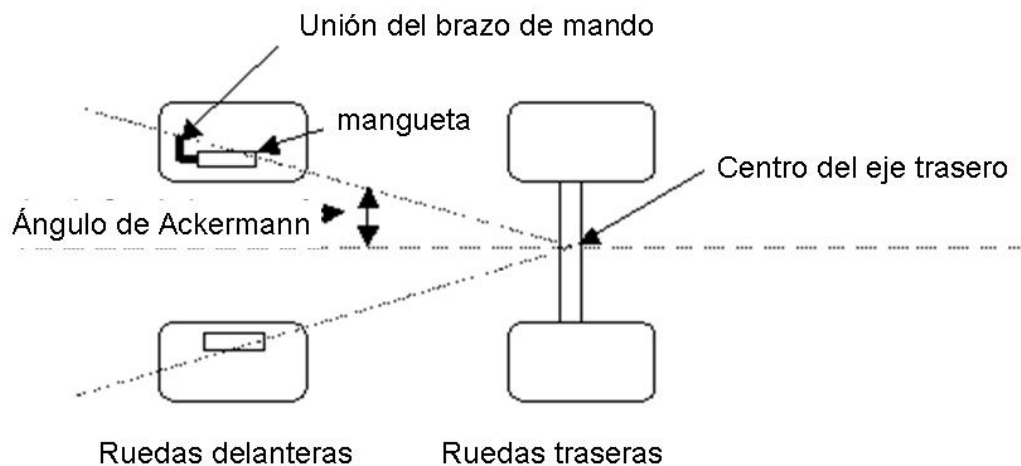 Unión del brazo de mando
mangueta
Centro del eje trasero
Ángulo de Ackermann
Ruedas delanteras
Ruedas traseras